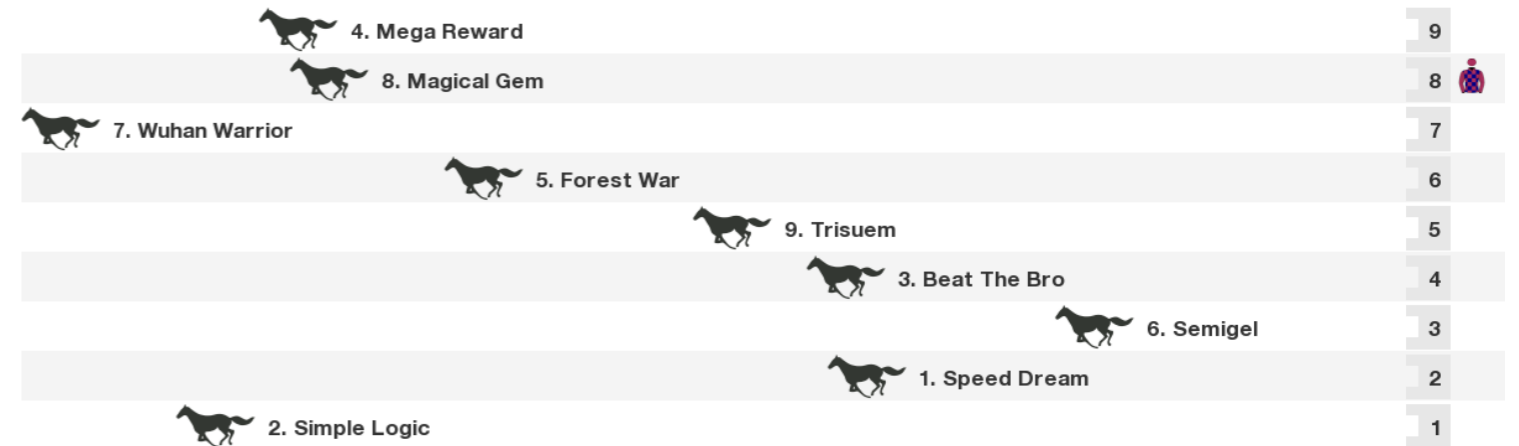 4. Mega Reward 9
8. Magical Gem 8
7. Wuhan Warrior 7
5. Forest War 6
9. Trisuem 5
3. Beat The Bro 4
6. Semigel 3
1. Speed Dream 2
2. Simple Logic 1